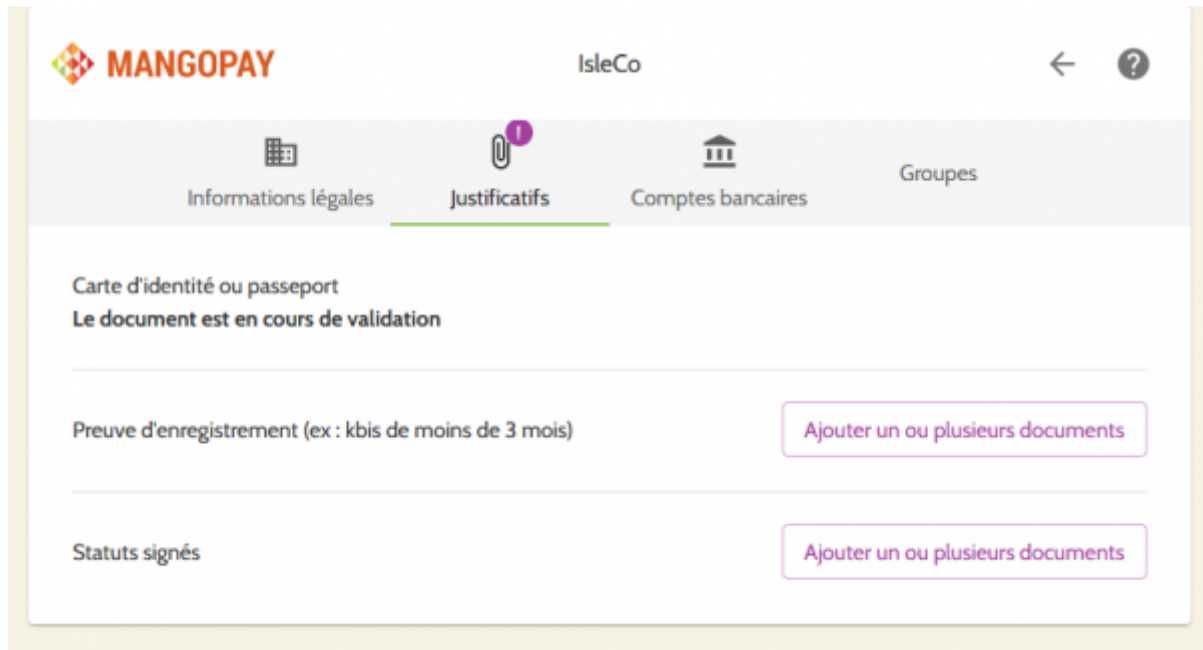 MANGOPAY
IsleCo
Informations légales
Justificatifs
Comptes bancaires
Groupes
Carte d'identité ou passeport
Le document est en cours de validation
Preuve d'enregistrement (ex : kbis de moins de 3 mois)
Ajouter un ou plusieurs documents
Statuts signés
Ajouter un ou plusieurs documents